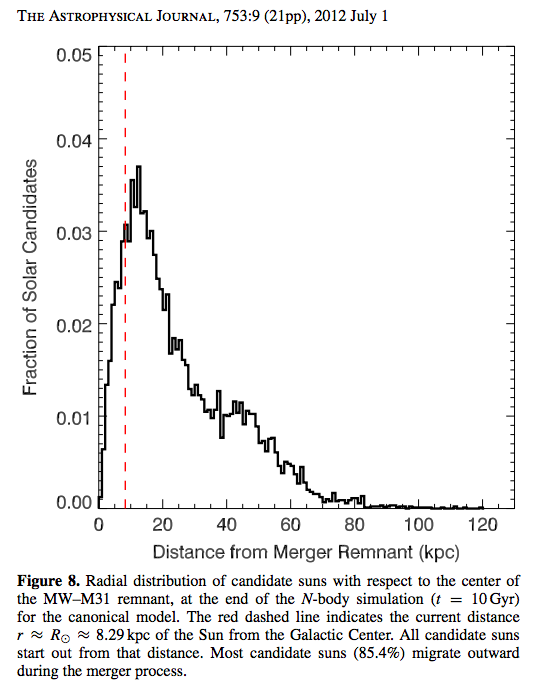 THE ASTROPHYSICAL JOURNAL, 753:9 (21pp), 2012 July 1
0.05
0.04
0.03
0.02
0.01
0.00
Fraction of Solar Candidates
0 20 40 60 80 100 120
Distance from Merger Remnant (kpc)
Figure 8. Radial distribution of candidate suns with respect to the center of
the MW–M31 remnant, at the end of the N-body simulation (t = 10 Gyr)
for the canonical model. The red dashed line indicates the current distance
r ≈ R⊙ ≈ 8.29 kpc of the Sun from the Galactic Center. All candidate suns
start out from that distance. Most candidate suns (85.4%) migrate outward
during the merger process.